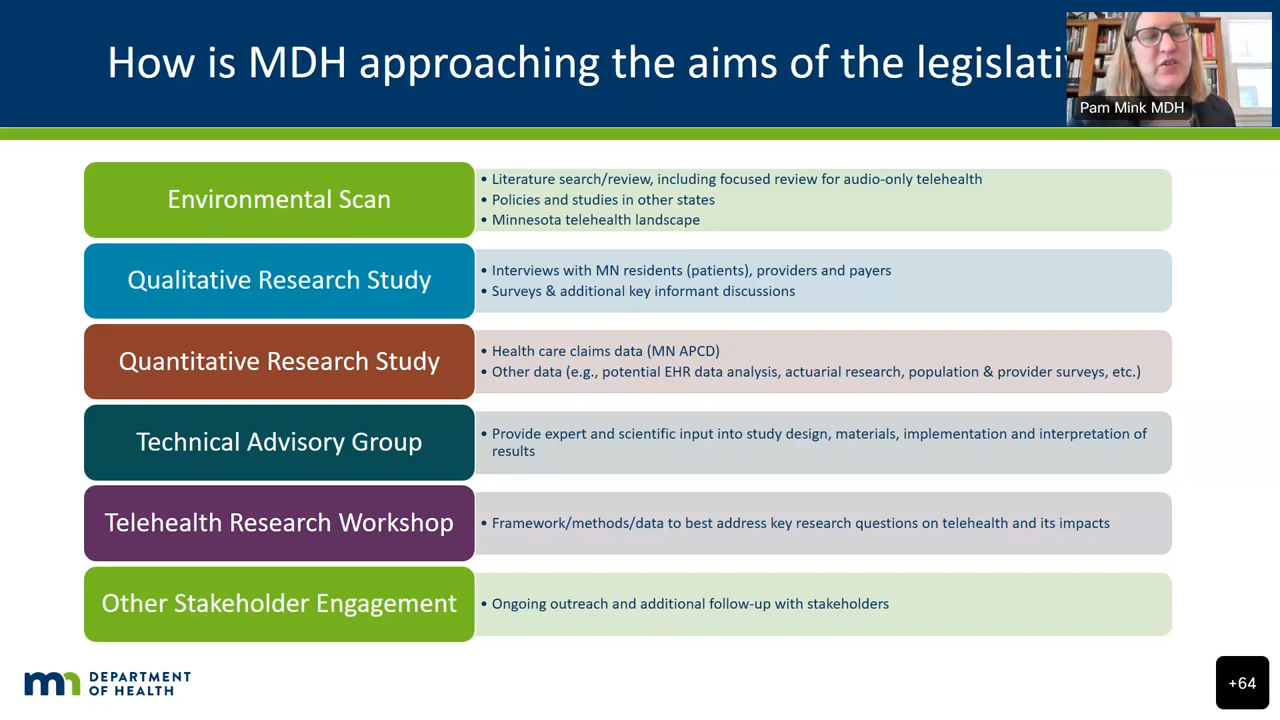 How is MDH approaching the aims of the legislati
Pam Mink MDH
Environmental Scan
• Literature search/review, including focused review for audio-only telehealth
• Policies and studies in other states
• Minnesota telehealth landscape
Qualitative Research Study
• Interviews with MN residents (patients), providers and payers
• Surveys & additional key informant discussions
Quantitative Research Study
• Health care claims data (MN APCD)
• Other data (e.g., potential EHR data analysis, actuarial research, population & provider surveys, etc.)
Technical Advisory Group
• Provide expert and scientific input into study design, materials, implementation and interpretation of
results
Telehealth Research Workshop
• Framework/methods/data to best address key research questions on telehealth and its impacts
Other Stakeholder Engagement
• Ongoing outreach and additional follow-up with stakeholders
mn DEPARTMENT
OF HEALTH
+64